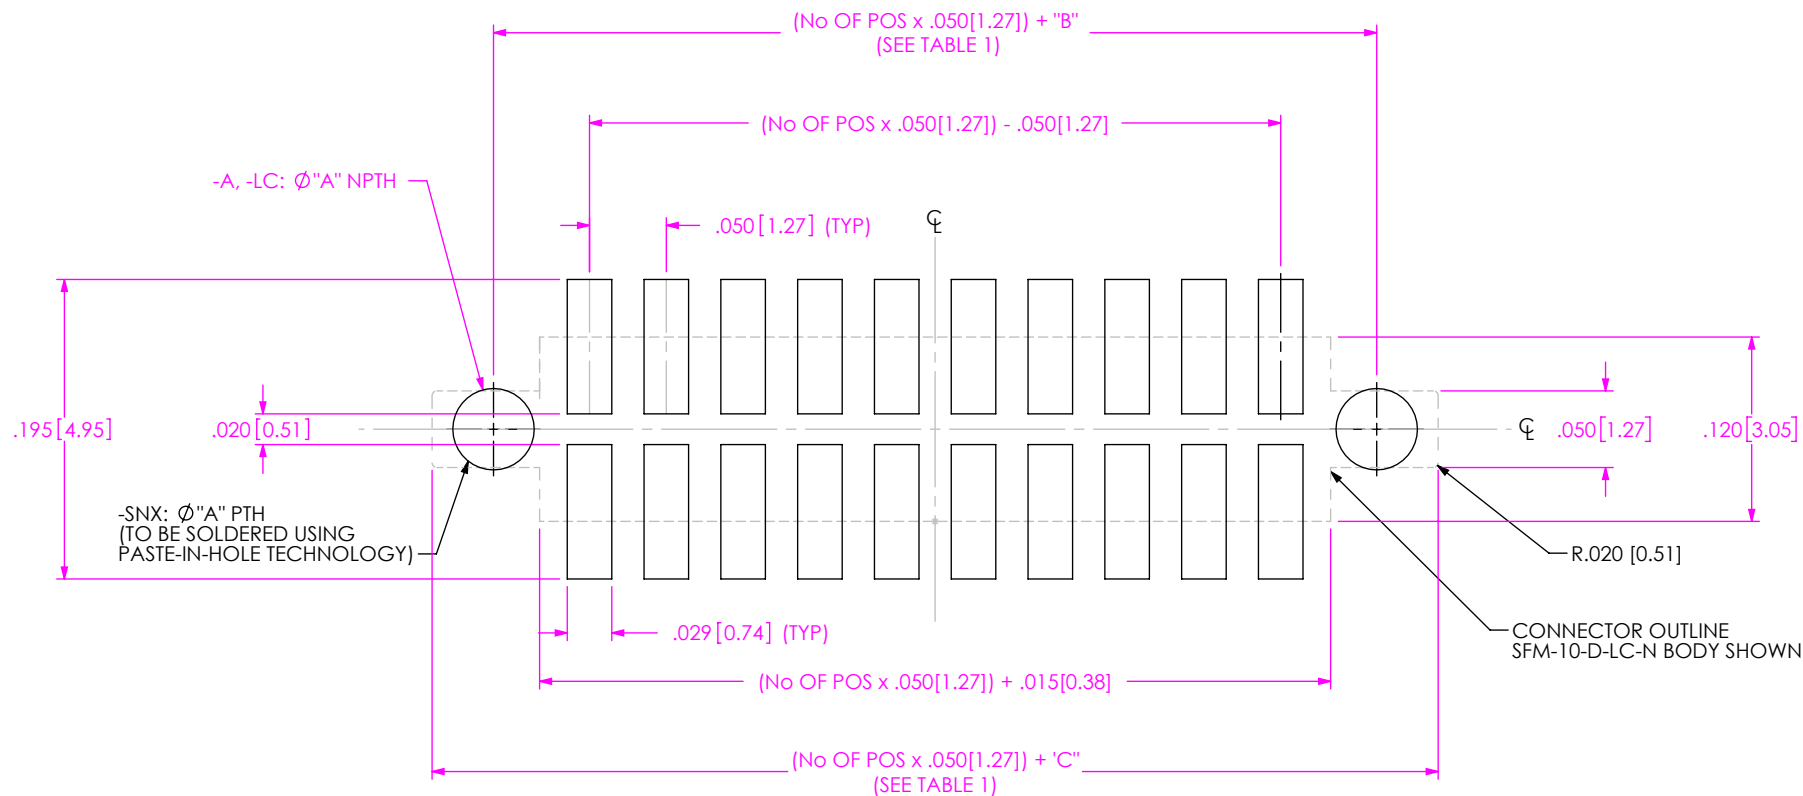 (No OF POS x .050[1.27]) + "B"
(SEE TABLE 1)
(No OF POS x .050[1.27]) - .050[1.27]
-A, -LC: Ø"A" NPTH
.050[1.27] (TYP)
℄
.195[4.95]
.020[0.51]
℄
.050[1.27]
.120[3.05]
-SNX: Ø"A" PTH
(TO BE SOLDERED USING
PASTE-IN-HOLE TECHNOLOGY)
R.020 [0.51]
.029[0.74] (TYP)
CONNECTOR OUTLINE
SFM-10-D-LC-N BODY SHOWN
(No OF POS x .050[1.27]) + .015[0.38]
(No OF POS x .050[1.27]) + 'C"
(SEE TABLE 1)